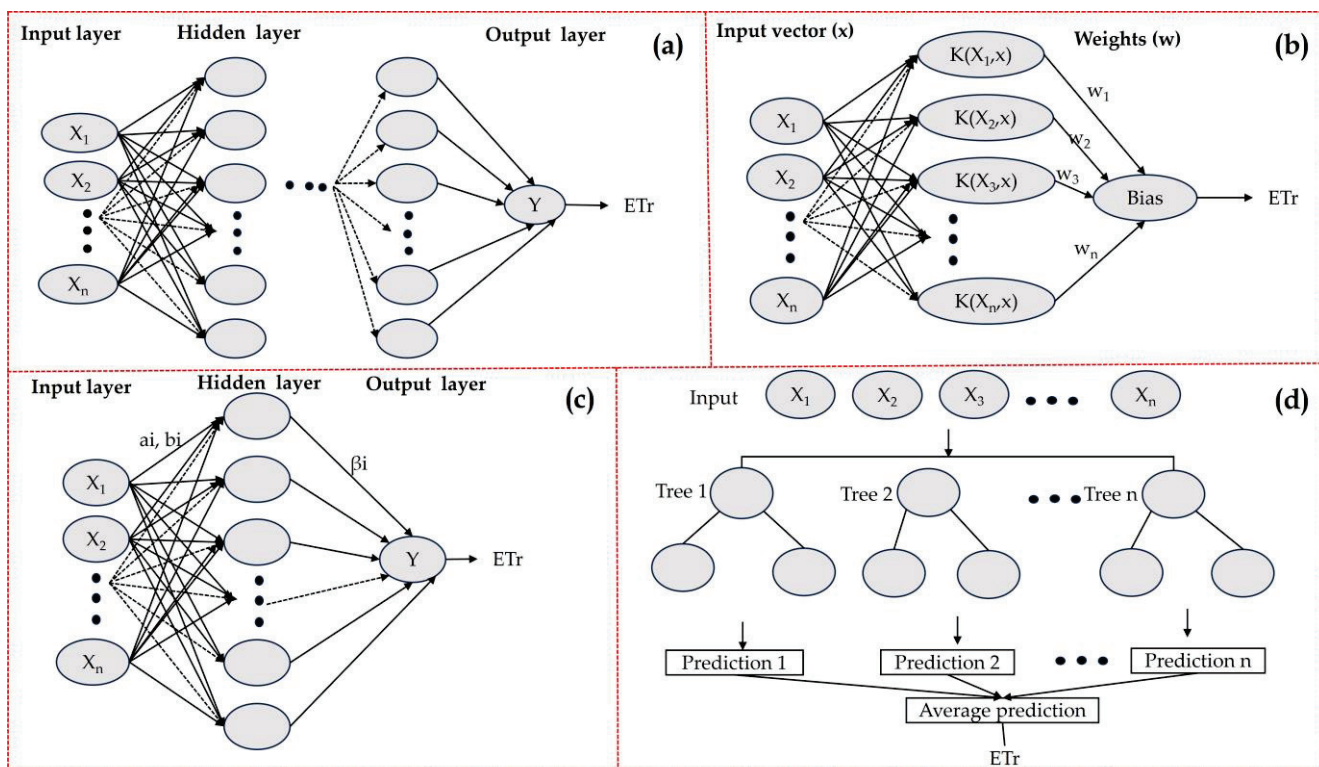 Input layer Hidden layer Output layer (a)
X1
X2
Xn
Y
ETr
Input vector (x) Weights (w) (b)
X1
X2
Xn
K(X1,x)
K(X2,x)
K(X3,x)
K(Xn,x)
w1
w2
w3
wn
Bias
ETr
Input layer Hidden layer Output layer (c)
ai, bi
βi
X1
X2
Xn
Y
ETr
(d)
Input X1 X2 X3 Xn
Tree 1 Tree 2 Tree n
Prediction 1 Prediction 2 Prediction n
Average prediction
ETr